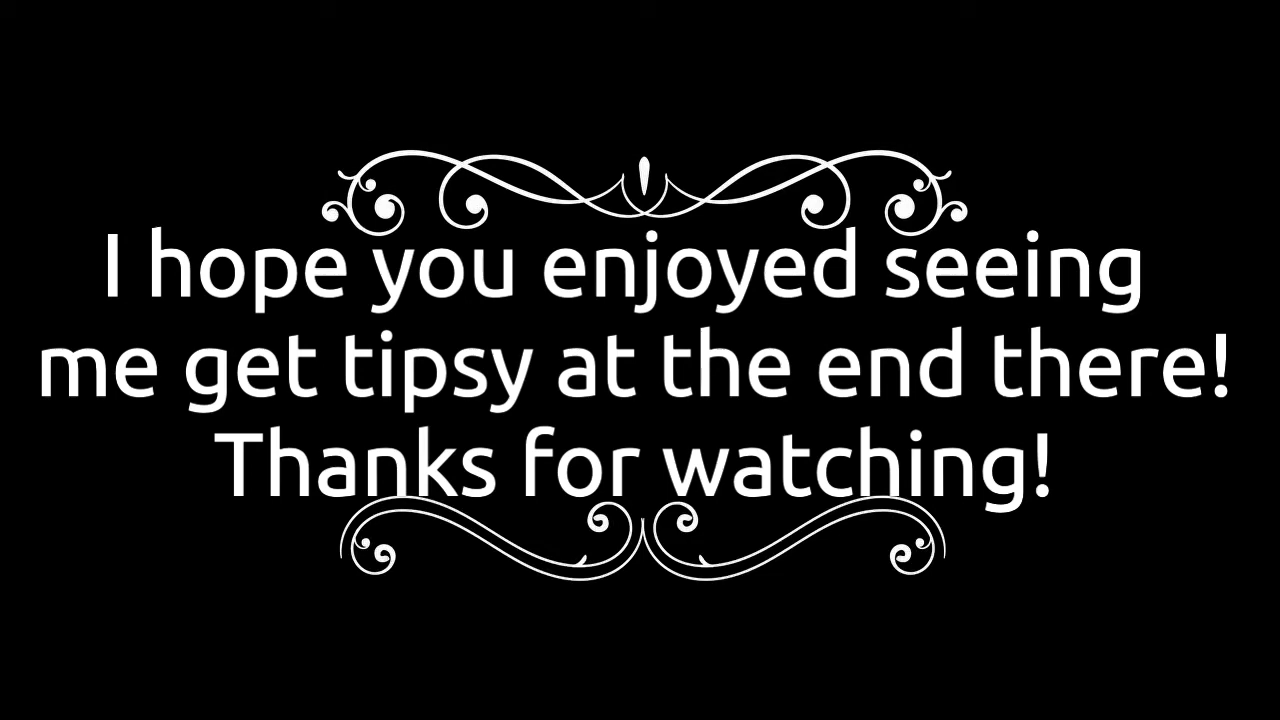 I hope you enjoyed seeing
me get tipsy at the end there!
Thanks for watching!